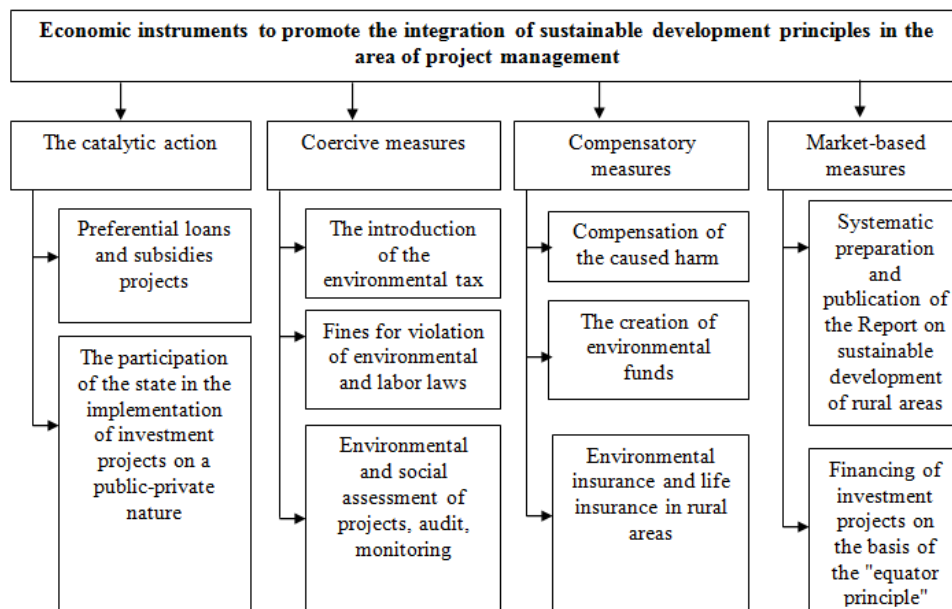 Economic instruments to promote the integration of sustainable development principles in the
area of project management
The catalytic action
Preferential loans
and subsidies
projects
The participation
of the state in the
implementation
of investment
projects on a
public-private
nature
Coercive measures
The introduction
of the
environmental tax
Fines for violation
of environmental
and labor laws
Environmental
and social
assessment of
projects, audit,
monitoring
Compensatory
measures
Compensation of
the caused harm
The creation of
environmental
funds
Environmental
insurance and life
insurance in rural
areas
Market-based
measures
Systematic
preparation
and
publication of
the Report on
sustainable
development
of rural areas
Financing of
investment
projects on
the basis of
the "equator
principle"